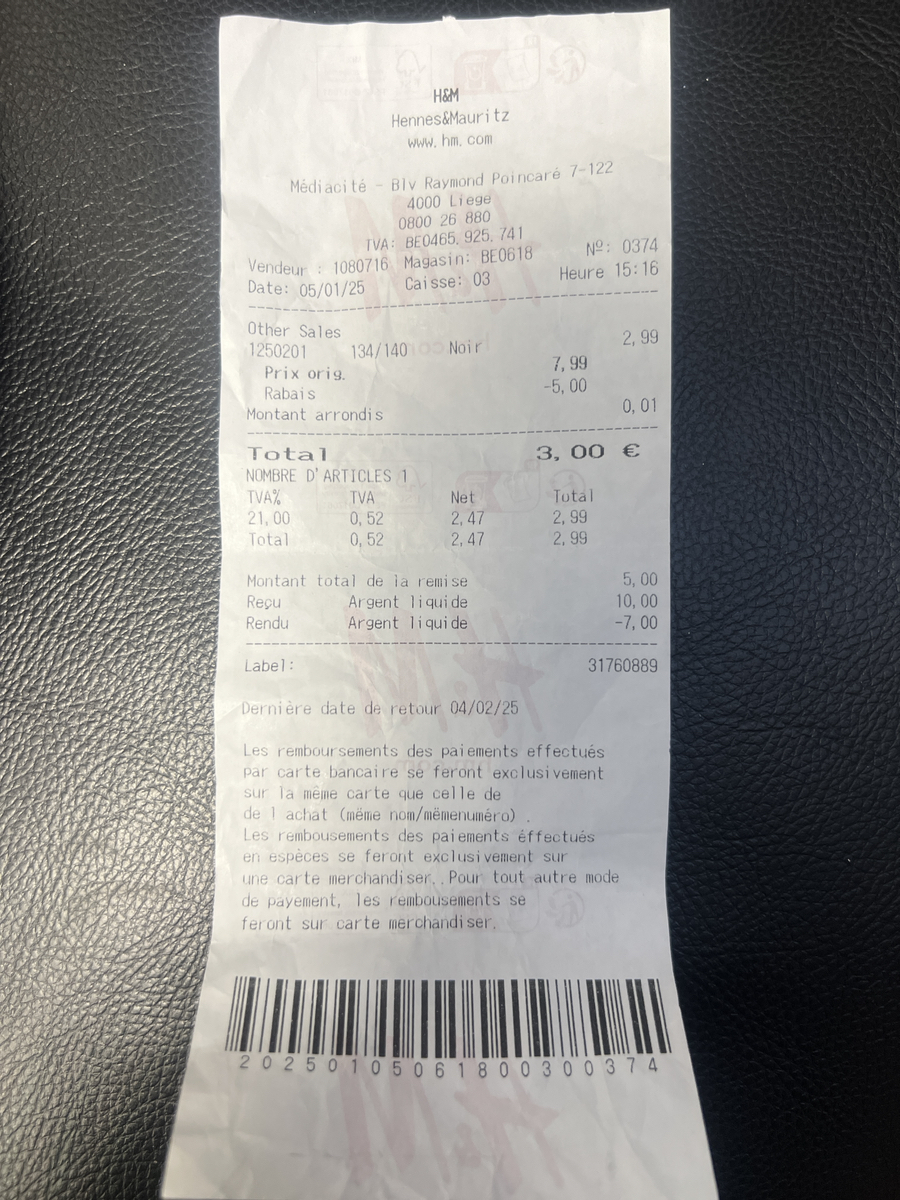 H&M
Hennes&Mauritz
www.hm.com
Médiacité - Blv Raymond Poincaré 7-122
4000 Liege
0800 26 880
TVA: BE0465.925.741
Vendeur : 1080716 Magasin: BE0618 Nº: 0374
Date: 05/01/25 Caisse: 03 Heure 15:16
Other Sales 2,99
1250201 134/140 Noir
Prix orig. 7,99
Rabais -5,00
Montant arrondis 0,01
Total 3,00 €
NOMBRE D'ARTICLES 1
TVA% TVA Net Total
21,00 0,52 2,47 2,99
Total 0,52 2,47 2,99
Montant total de la remise 5,00
Reçu Argent liquide 10,00
Rendu Argent liquide -7,00
Label: 31760889
Dernière date de retour 04/02/25
Les remboursements des paiements effectués
par carte bancaire se feront exclusivement
sur la même carte que celle de
de l achat (même nom/mêmenuméro) .
Les rembousements des paiements éffectués
en espèces se feront exclusivement sur
une carte merchandiser..Pour tout autre mode
de payement, les rembousements se
feront sur carte merchandiser.
2025010506180 0300374